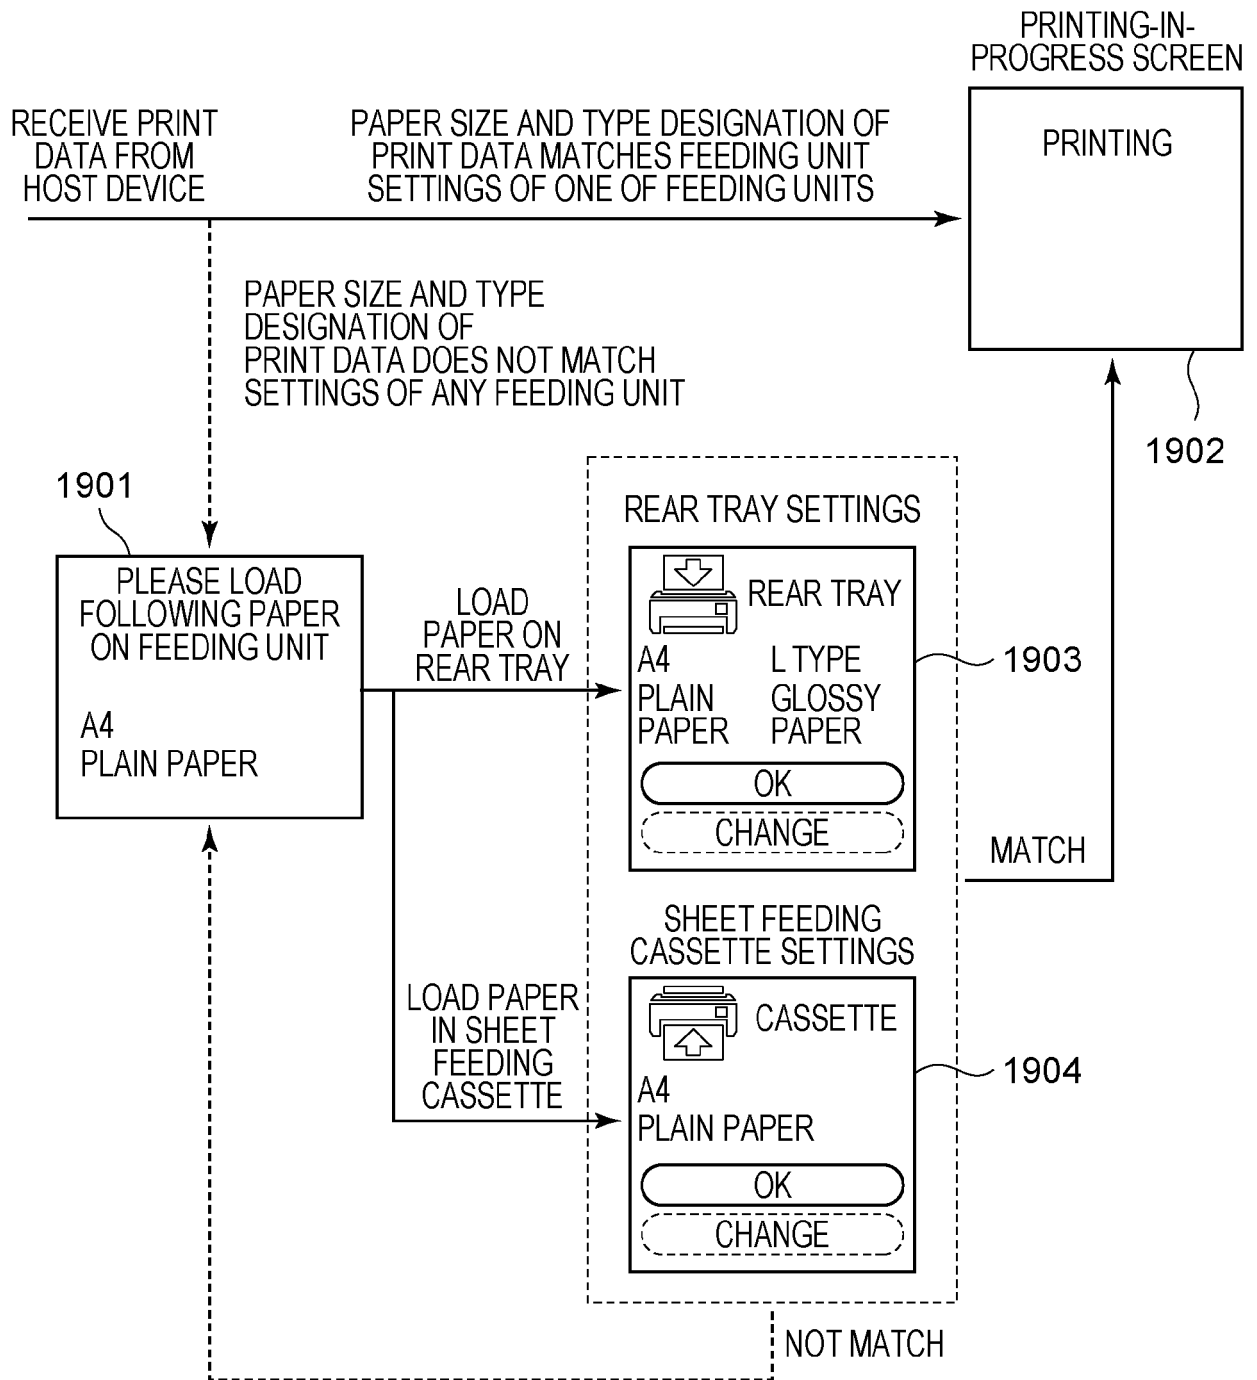 PRINTING-IN-
PROGRESS SCREEN
RECEIVE PRINT
DATA FROM
HOST DEVICE
PAPER SIZE AND TYPE DESIGNATION OF
PRINT DATA MATCHES FEEDING UNIT
SETTINGS OF ONE OF FEEDING UNITS
PRINTING
PAPER SIZE AND TYPE
DESIGNATION OF
PRINT DATA DOES NOT MATCH
SETTINGS OF ANY FEEDING UNIT
1902
1901
PLEASE LOAD
FOLLOWING PAPER
ON FEEDING UNIT
A4
PLAIN PAPER
LOAD
PAPER ON
REAR TRAY
REAR TRAY SETTINGS
REAR TRAY
A4
PLAIN
PAPER
L TYPE
GLOSSY
PAPER
OK
CHANGE
1903
MATCH
LOAD PAPER
IN SHEET
FEEDING
CASSETTE
SHEET FEEDING
CASSETTE SETTINGS
CASSETTE
A4
PLAIN PAPER
OK
CHANGE
1904
NOT MATCH